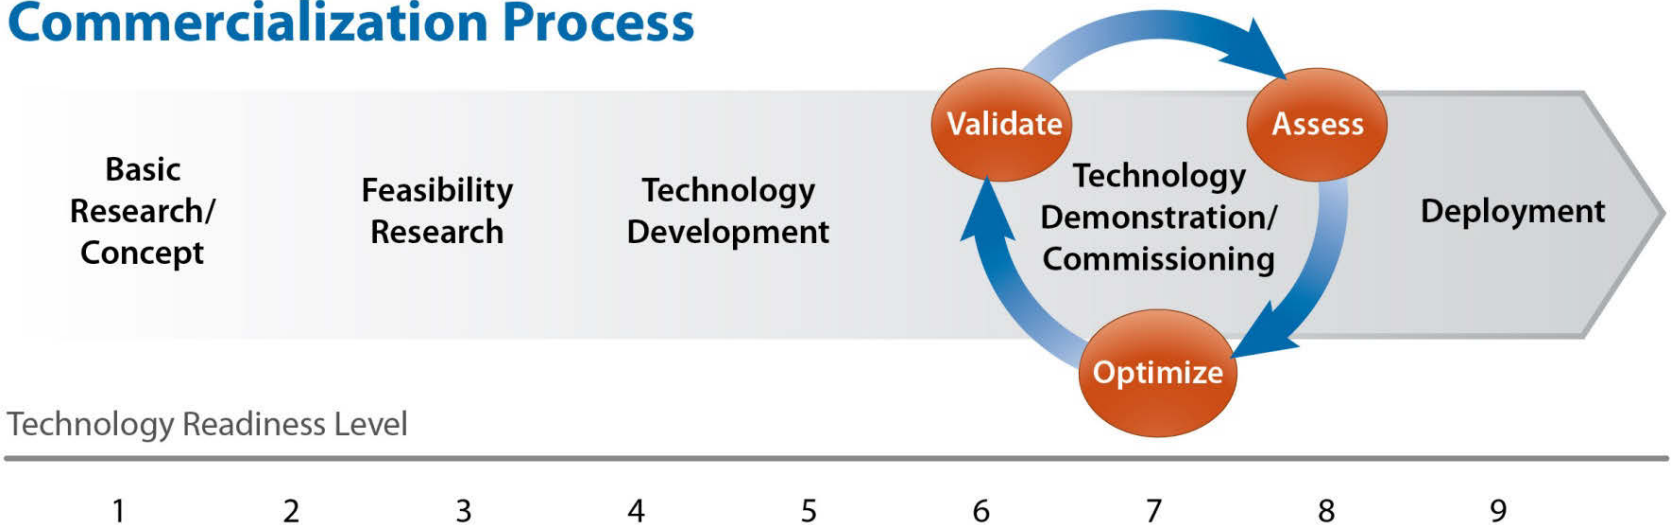 Commercialization Process
Basic
Research/
Concept
Feasibility
Research
Technology
Development
Validate
Assess
Technology
Demonstration/
Commissioning
Optimize
Deployment
Technology Readiness Level
1 2 3 4 5 6 7 8 9